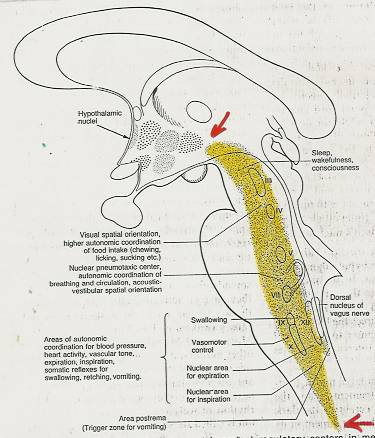 Hypothalamic
nuclei
Sleep,
wakefulness,
consciousness
III
IV
Visual spatial orientation,
higher autonomic coordination
of food intake (chewing,
licking, sucking etc.)
Nuclear pneumotaxic center,
autonomic coordination of
breathing and circulation, acoustic-
vestibular spatial orientation
VII
Dorsal
nucleus of
vagus nerve
Swallowing
IX
XII
Vasomotor
control
X
Areas of autonomic
coordination for blood pressure,
heart activity, vascular tone,
expiration, inspiration,
somatic reflexes for
swallowing, retching, vomiting.
Nuclear area
for expiration
Nuclear area
for inspiration
Area postrema
(Trigger zone for vomiting)
centers in